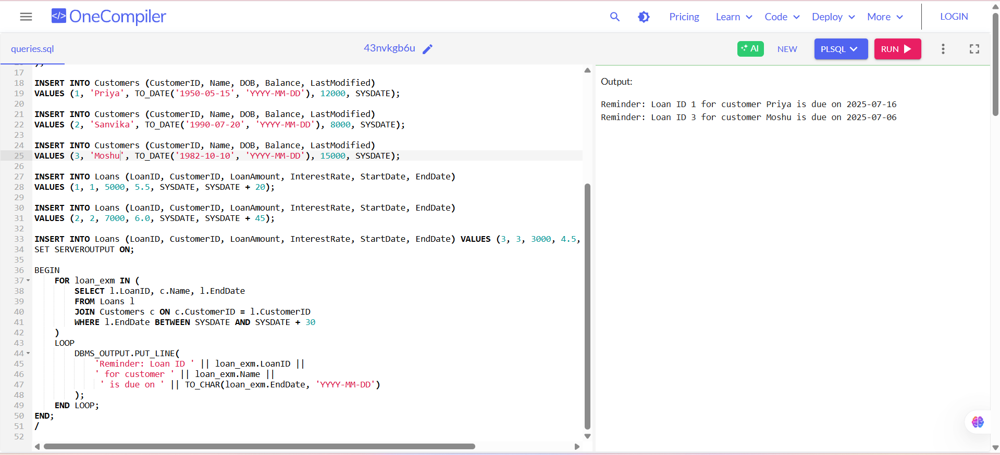 OneCompiler
Pricing Learn Code Deploy More LOGIN
queries.sql 43nvkgb6u AI NEW PLSQL RUN
17
18 INSERT INTO Customers (CustomerID, Name, DOB, Balance, LastModified)
19 VALUES (1, 'Priya', TO_DATE('1950-05-15', 'YYYY-MM-DD'), 12000, SYSDATE);
20
21 INSERT INTO Customers (CustomerID, Name, DOB, Balance, LastModified)
22 VALUES (2, 'Sanvika', TO_DATE('1990-07-20', 'YYYY-MM-DD'), 8000, SYSDATE);
23
24 INSERT INTO Customers (CustomerID, Name, DOB, Balance, LastModified)
25 VALUES (3, 'Moshu', TO_DATE('1982-10-10', 'YYYY-MM-DD'), 15000, SYSDATE);
26
27 INSERT INTO Loans (LoanID, CustomerID, LoanAmount, InterestRate, StartDate, EndDate)
28 VALUES (1, 1, 5000, 5.5, SYSDATE, SYSDATE + 20);
29
30 INSERT INTO Loans (LoanID, CustomerID, LoanAmount, InterestRate, StartDate, EndDate)
31 VALUES (2, 2, 7000, 6.0, SYSDATE, SYSDATE + 45);
32
33 INSERT INTO Loans (LoanID, CustomerID, LoanAmount, InterestRate, StartDate, EndDate) VALUES (3, 3, 3000, 4.5,
34 SET SERVEROUTPUT ON;
35
36 BEGIN
37 FOR loan_exm IN (
38 SELECT l.LoanID, c.Name, l.EndDate
39 FROM Loans l
40 JOIN Customers c ON c.CustomerID = l.CustomerID
41 WHERE l.EndDate BETWEEN SYSDATE AND SYSDATE + 30
42 )
43 LOOP
44 DBMS_OUTPUT.PUT_LINE(
45 'Reminder: Loan ID ' || loan_exm.LoanID ||
46 ' for customer ' || loan_exm.Name ||
47 ' is due on ' || TO_CHAR(loan_exm.EndDate, 'YYYY-MM-DD')
48 );
49 END LOOP;
50 END;
51 /
52
Output:
Reminder: Loan ID 1 for customer Priya is due on 2025-07-16
Reminder: Loan ID 3 for customer Moshu is due on 2025-07-06